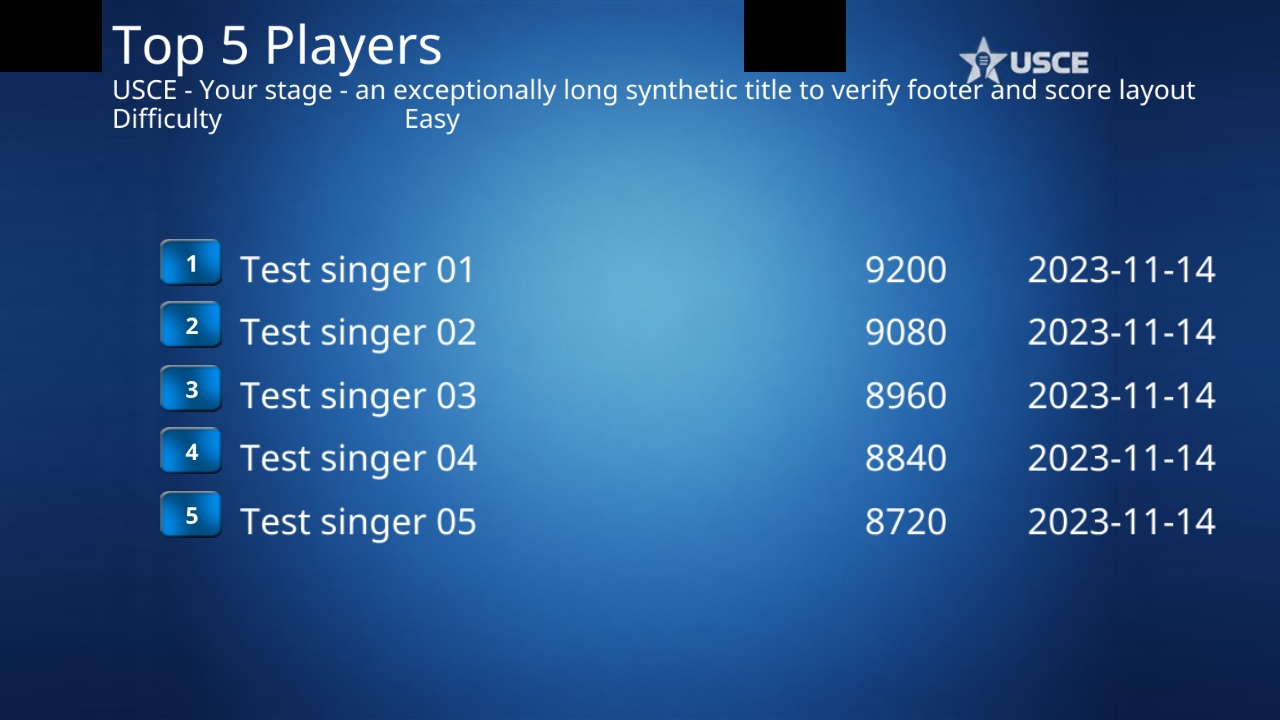 Top 5 Players
USCE
USCE - Your stage - an exceptionally long synthetic title to verify footer and score layout
Difficulty Easy
1 Test singer 01 9200 2023-11-14
2 Test singer 02 9080 2023-11-14
3 Test singer 03 8960 2023-11-14
4 Test singer 04 8840 2023-11-14
5 Test singer 05 8720 2023-11-14